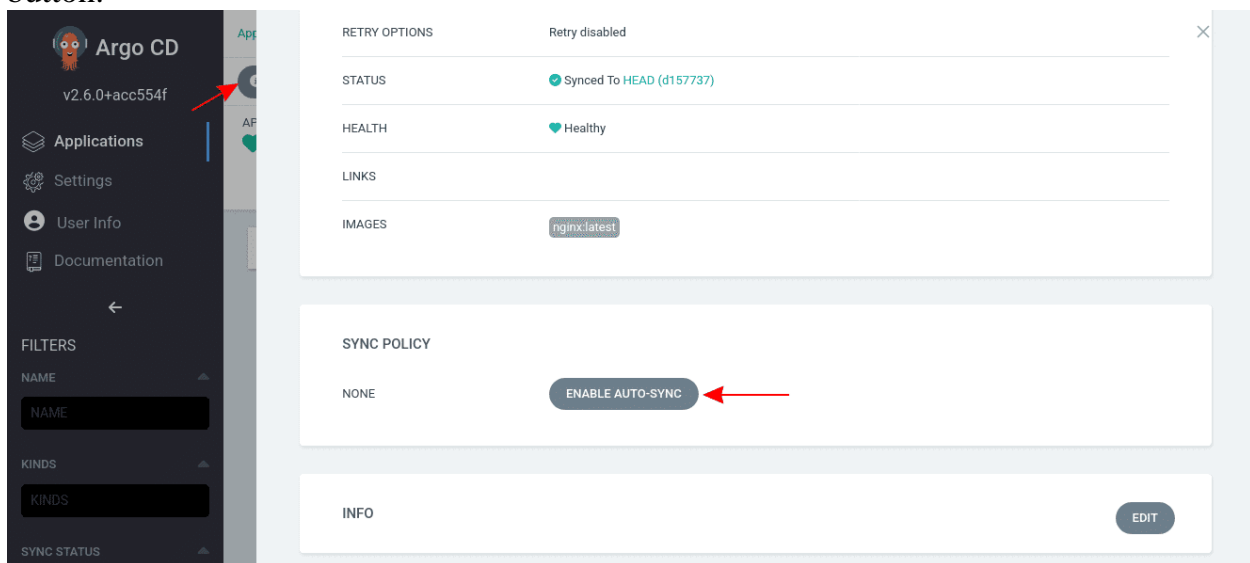 button.
Argo CD
v2.6.0+acc554f
Applications
Settings
User Info
Documentation
FILTERS
NAME
NAME
KINDS
KINDS
SYNC STATUS
RETRY OPTIONS Retry disabled
STATUS Synced To HEAD (d157737)
HEALTH Healthy
LINKS
IMAGES nginx:latest
SYNC POLICY
NONE ENABLE AUTO-SYNC
INFO EDIT